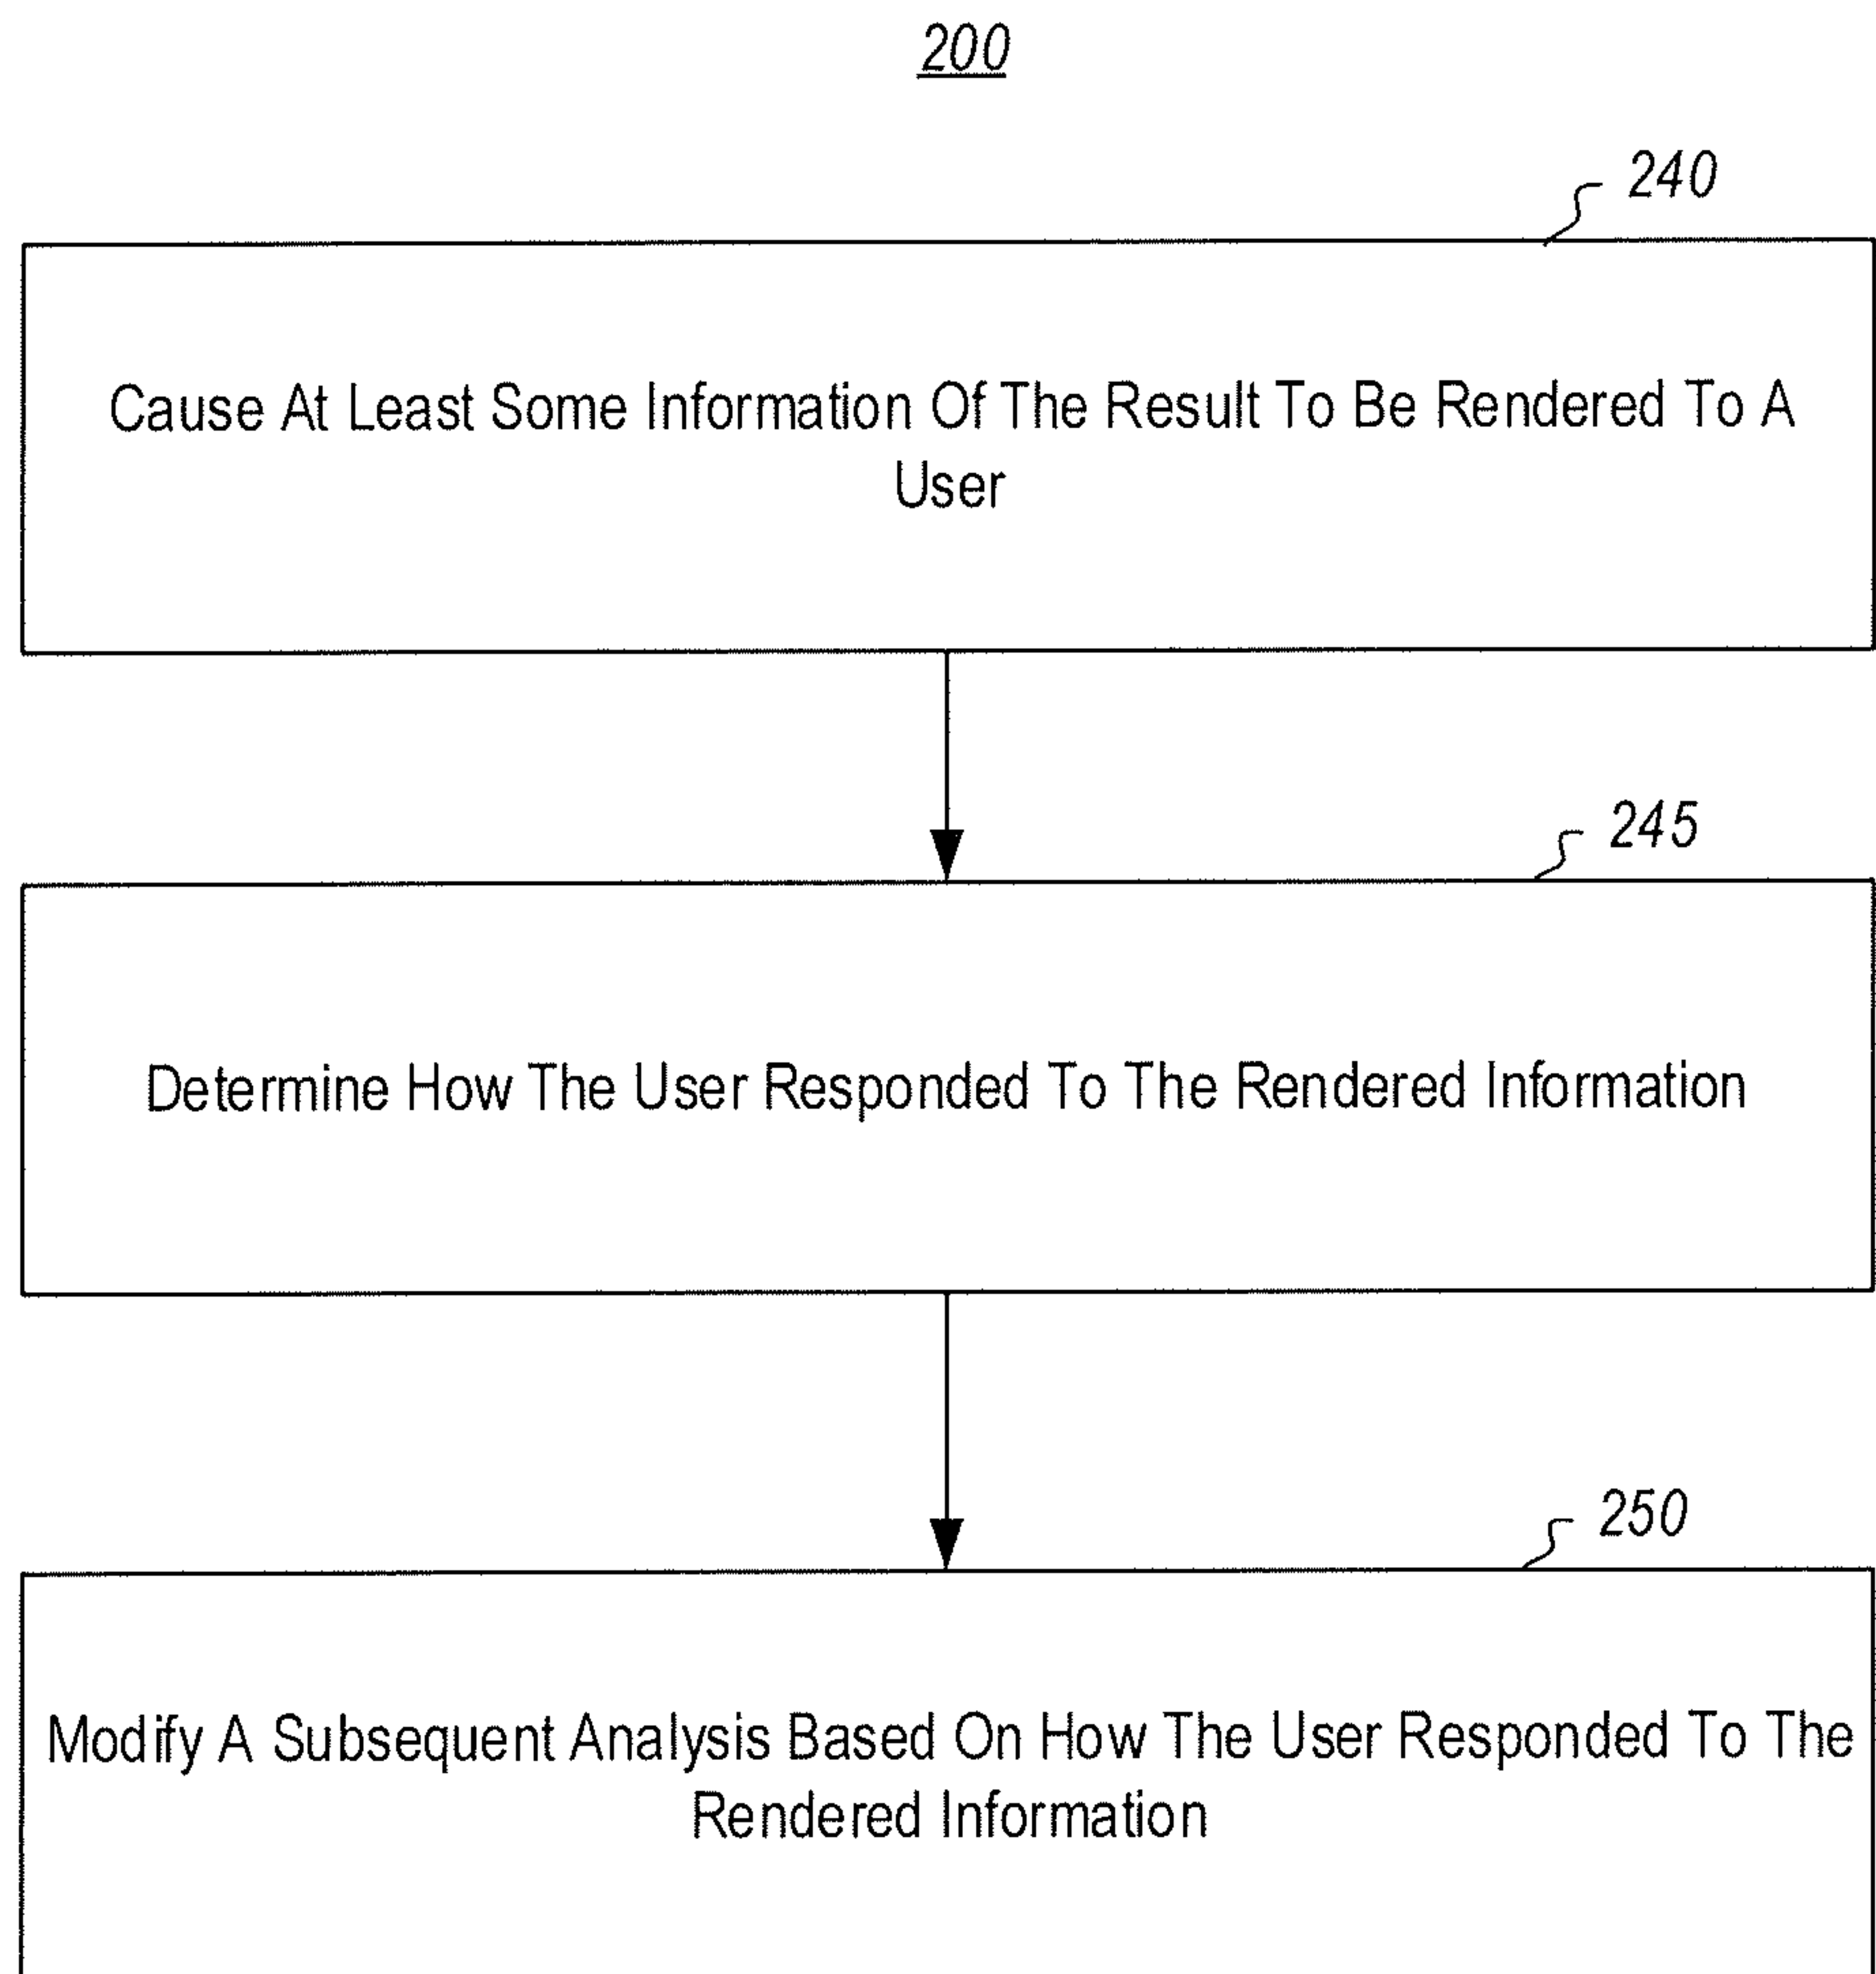 200
240
Cause At Least Some Information Of The Result To Be Rendered To A
User
245
Determine How The User Responded To The Rendered Information
250
Modify A Subsequent Analysis Based On How The User Responded To The
Rendered Information